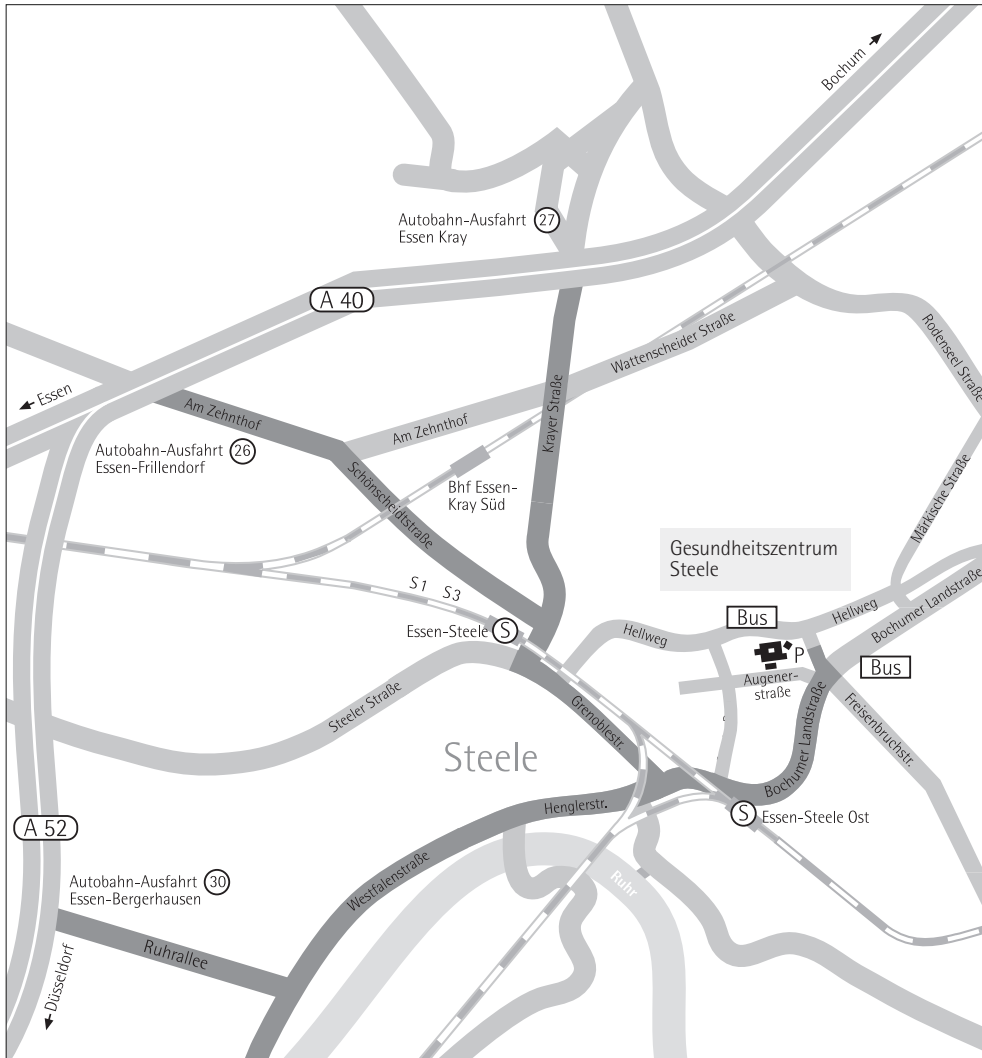 Bochum
Autobahn-Ausfahrt 27
Essen Kray
A 40
Rodenseel Straße
Wattenscheider Straße
Essen
Am Zehnthof
Am Zehnthof
Krayer Straße
Autobahn-Ausfahrt 26
Essen-Frillendorf
Schönscheidtstraße
Bhf Essen-
Kray Süd
Märkische Straße
Gesundheitszentrum
Steele
S1 S3
Essen-Steele S
Hellweg
Bus
Hellweg
Bochumer Landstraße
P
Bus
Augener-
straße
Steeler Straße
Grenoblestr.
Freisenbruchstr.
Bochumer Landstraße
Steele
Henglerstr.
S Essen-Steele Ost
A 52
Westfalenstraße
Ruhr
Autobahn-Ausfahrt 30
Essen-Bergerhausen
Ruhrallee
Düsseldorf